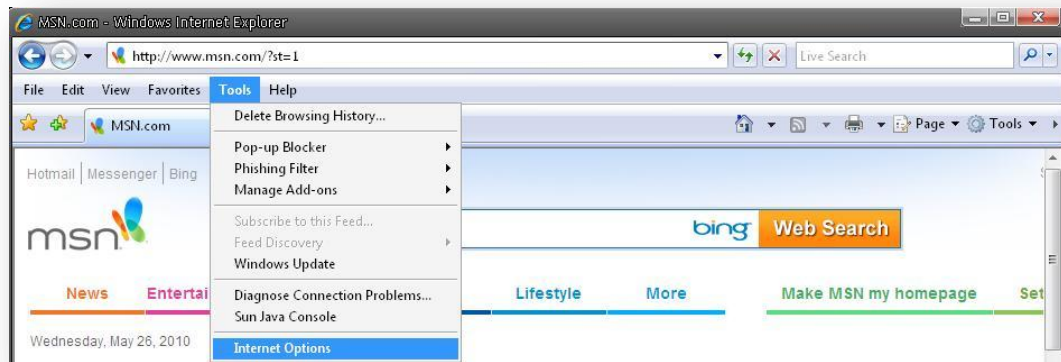 MSN.com - Windows Internet Explorer
http://www.msn.com/?st=1 Live Search
File Edit View Favorites Tools Help
MSN.com Page Tools
Delete Browsing History...
Pop-up Blocker
Phishing Filter
Manage Add-ons
Subscribe to this Feed...
Feed Discovery
Windows Update
Diagnose Connection Problems...
Sun Java Console
Internet Options
Hotmail Messenger Bing
msn bing Web Search
News Entertai Lifestyle More Make MSN my homepage Set
Wednesday, May 26, 2010